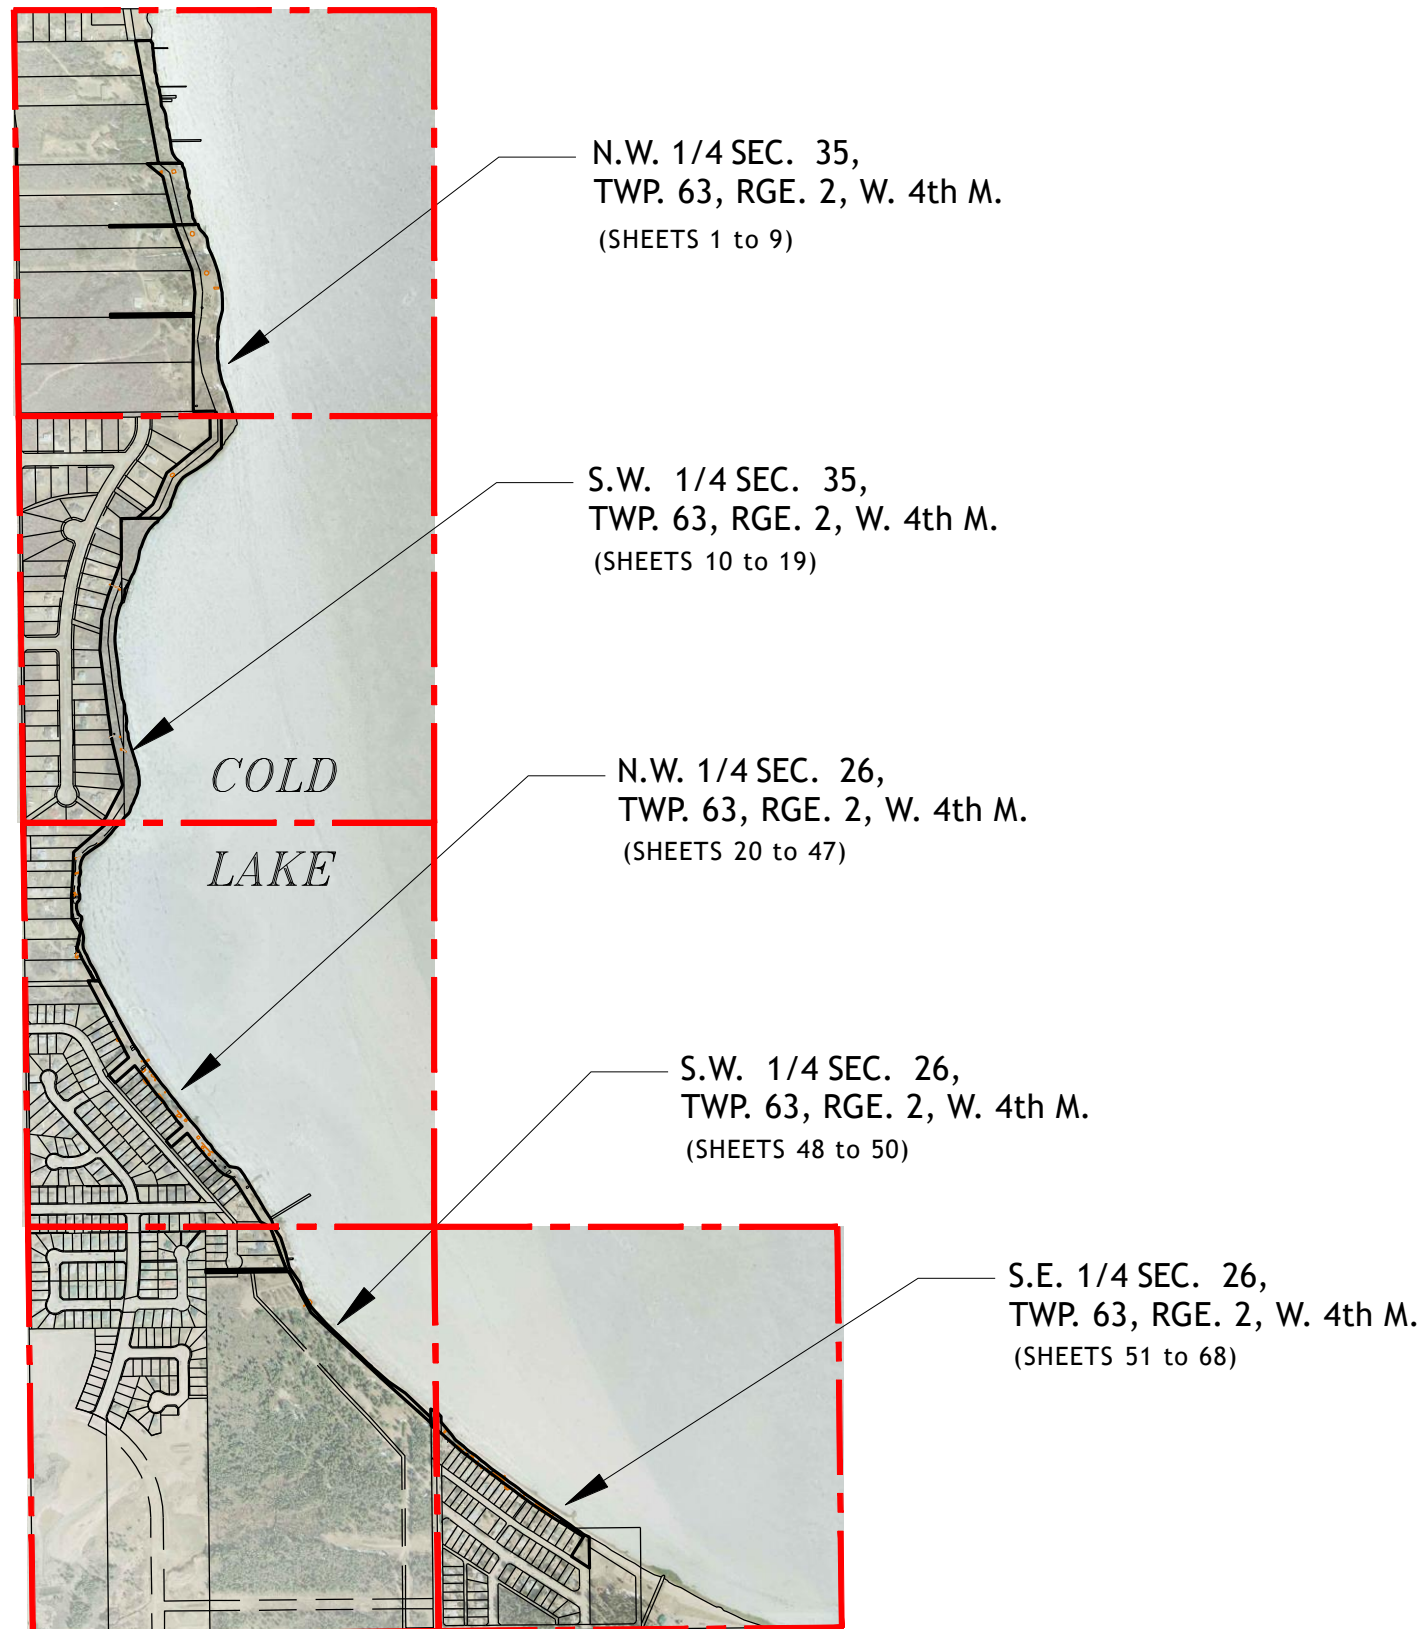 N.W. 1/4 SEC. 35,
TWP. 63, RGE. 2, W. 4th M.
(SHEETS 1 to 9)
S.W. 1/4 SEC. 35,
TWP. 63, RGE. 2, W. 4th M.
(SHEETS 10 to 19)
COLD
LAKE
N.W. 1/4 SEC. 26,
TWP. 63, RGE. 2, W. 4th M.
(SHEETS 20 to 47)
S.W. 1/4 SEC. 26,
TWP. 63, RGE. 2, W. 4th M.
(SHEETS 48 to 50)
S.E. 1/4 SEC. 26,
TWP. 63, RGE. 2, W. 4th M.
(SHEETS 51 to 68)